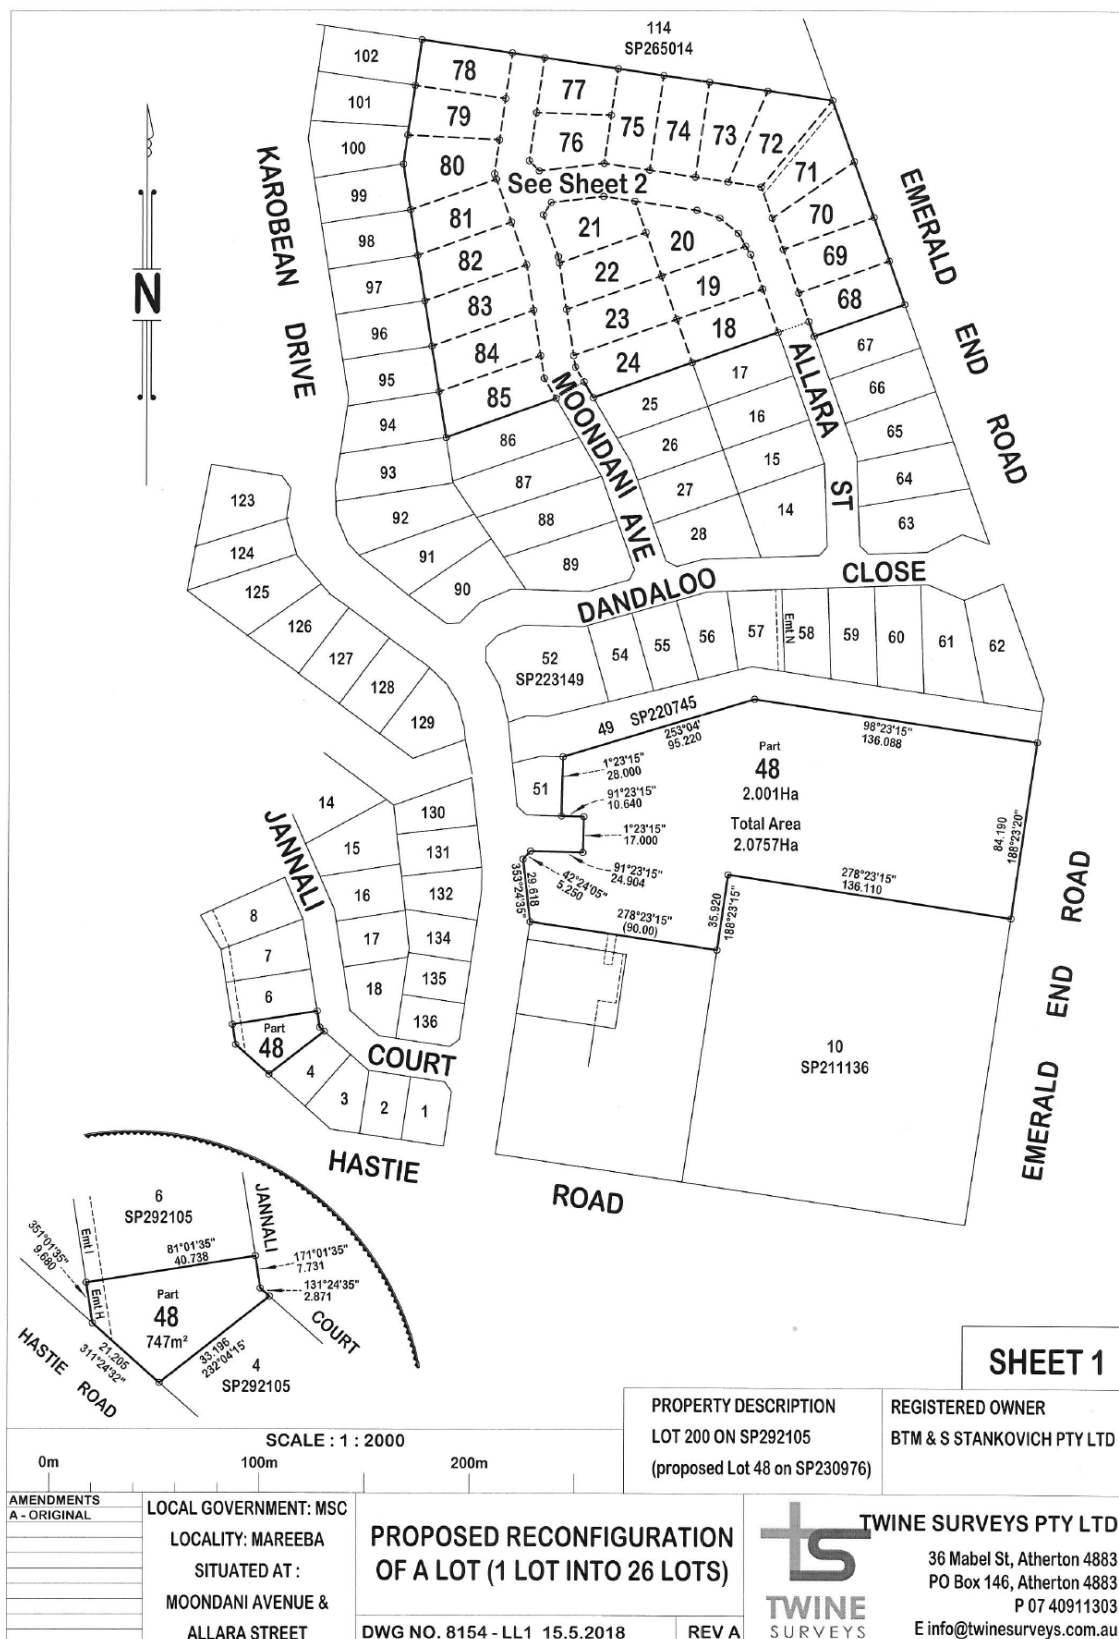 114
SP265014
102
78
77
101
79
76
75
74
73
72
100
80
71
99
See Sheet 2
KAROBEAN DRIVE
EMERALD END ROAD
81
21
20
70
98
82
22
69
97
83
19
68
23
96
18
84
67
95
24
17
85
MOONDANI AVE
ALLARA ST
66
94
25
16
86
65
93
26
15
87
64
123
27
14
92
88
63
28
124
91
89
CLOSE
125
90
DANDALOO
126
Emt N
57
58
59
60
61
62
56
55
54
52
SP223149
127
128
129
49 SP220745
253°04'
95.220
98°23'15"
136.088
Part
48
2.001Ha
Total Area
2.0757Ha
1°23'15"
28.000
51
91°23'15"
10.640
1°23'15"
17.000
91°23'15"
24.904
42°24'05"
5.250
29.618
353°24'35"
278°23'15"
(90.00)
35.920
188°23'15"
278°23'15"
136.110
84.190
188°23'20"
14
130
JANNALI
15
131
16
132
8
17
134
7
18
135
6
136
Part
48
COURT
4
3
2
1
10
SP211136
EMERALD END ROAD
HASTIE ROAD
6
SP292105
JANNALI
Emt I
351°01'35"
9.680
81°01'35"
40.738
171°01'35"
7.731
131°24'35"
2.871
Emt H
Part
48
747m²
COURT
33.196
232°04'15"
21.205
311°24'32"
4
SP292105
HASTIE ROAD
SHEET 1
SCALE : 1 : 2000
0m 100m 200m
PROPERTY DESCRIPTION
LOT 200 ON SP292105
(proposed Lot 48 on SP230976)
REGISTERED OWNER
BTM & S STANKOVICH PTY LTD
AMENDMENTS
A - ORIGINAL
LOCAL GOVERNMENT: MSC
LOCALITY: MAREEBA
SITUATED AT :
MOONDANI AVENUE &
ALLARA STREET
PROPOSED RECONFIGURATION
OF A LOT (1 LOT INTO 26 LOTS)
DWG NO. 8154 - LL1 15.5.2018
REV A
ts
TWINE
SURVEYS
TWINE SURVEYS PTY LTD
36 Mabel St, Atherton 4883
PO Box 146, Atherton 4883
P 07 40911303
E info@twinesurveys.com.au
N